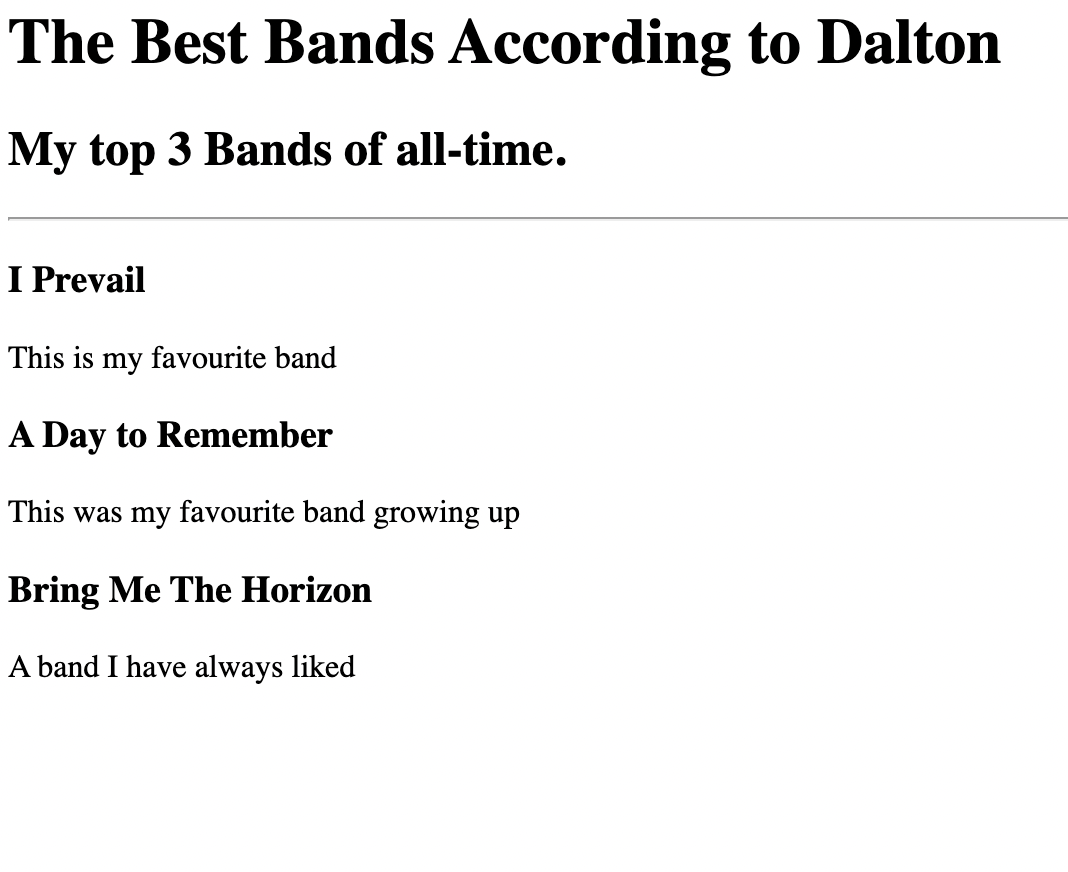 The Best Bands According to Dalton
My top 3 Bands of all-time.
I Prevail
This is my favourite band
A Day to Remember
This was my favourite band growing up
Bring Me The Horizon
A band I have always liked